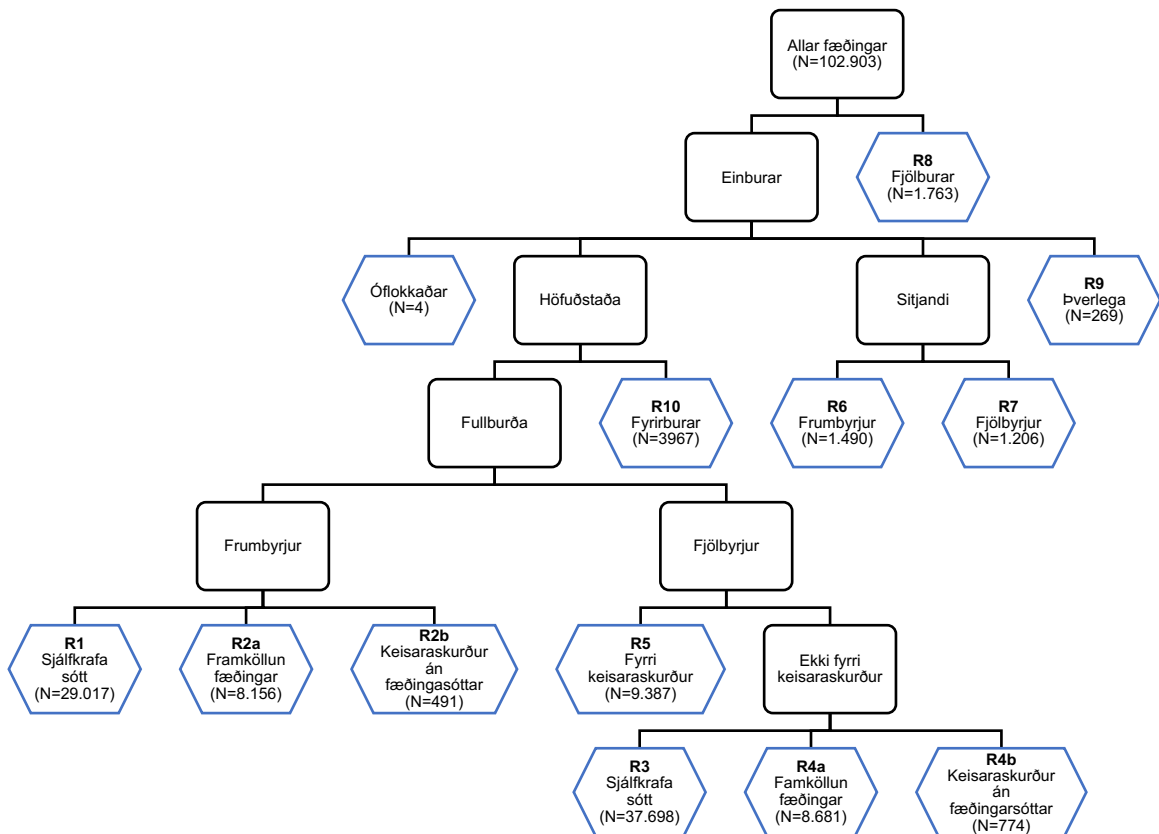 Allar fæðingar
(N=102.903)
Einburar
R8
Fjölburar
(N=1.763)
Óflokkaðar
(N=4)
Höfuðstaða
Sitjandi
R9
Þverlega
(N=269)
Fullburða
R10
Fyrirburar
(N=3967)
R6
Frumbyrjur
(N=1.490)
R7
Fjölbyrjur
(N=1.206)
Frumbyrjur
Fjölbyrjur
R1
Sjálfkrafa
sótt
(N=29.017)
R2a
Framköllun
fæðingar
(N=8.156)
R2b
Keisaraskurður
án
fæðingasóttar
(N=491)
R5
Fyrri
keisaraskurður
(N=9.387)
Ekki fyrri
keisaraskurður
R3
Sjálfkrafa
sótt
(N=37.698)
R4a
Famköllun
fæðingar
(N=8.681)
R4b
Keisaraskurður
án
fæðingarsóttar
(N=774)